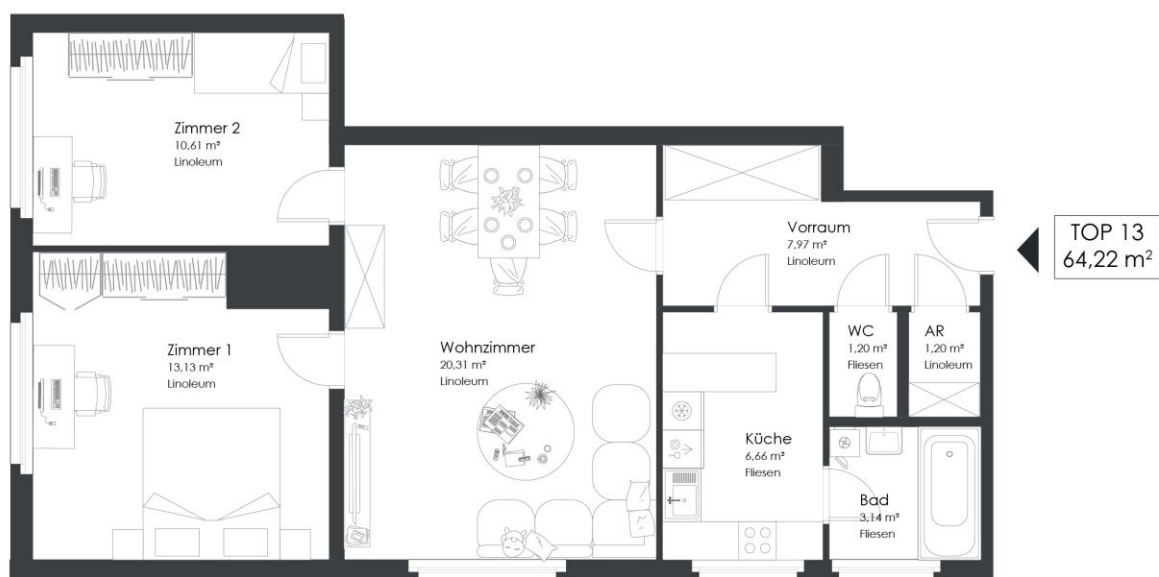 Zimmer 2
10,61 m²
Linoleum
Vorraum
7,97 m²
Linoleum
TOP 13
64,22 m²
Zimmer 1
13,13 m²
Linoleum
Wohnzimmer
20,31 m²
Linoleum
WC
1,20 m²
Fliesen
AR
1,20 m²
Linoleum
Küche
6,66 m²
Fliesen
Bad
3,14 m²
Fliesen